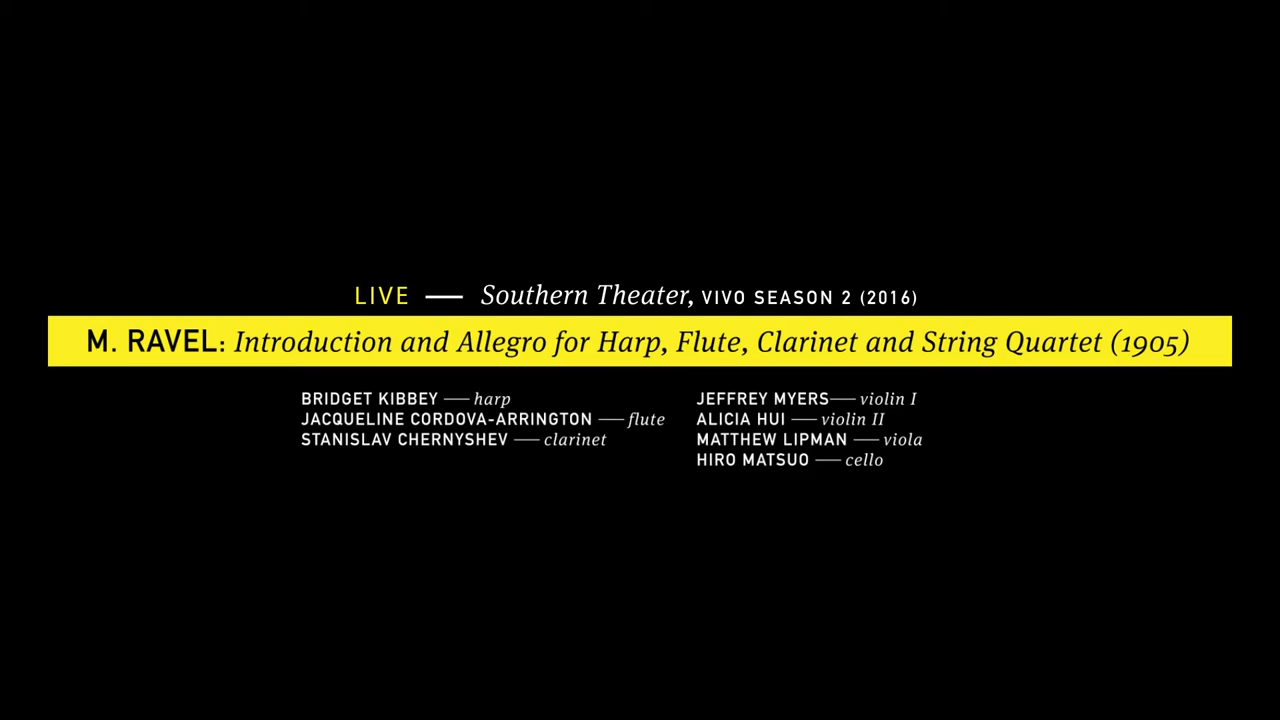 LIVE — Southern Theater, VIVO SEASON 2 (2016)
M. RAVEL: Introduction and Allegro for Harp, Flute, Clarinet and String Quartet (1905)
BRIDGET KIBBEY — harp
JACQUELINE CORDOVA-ARRINGTON — flute
STANISLAV CHERNYSHEV — clarinet
JEFFREY MYERS— violin I
ALICIA HUI — violin II
MATTHEW LIPMAN — viola
HIRO MATSUO — cello